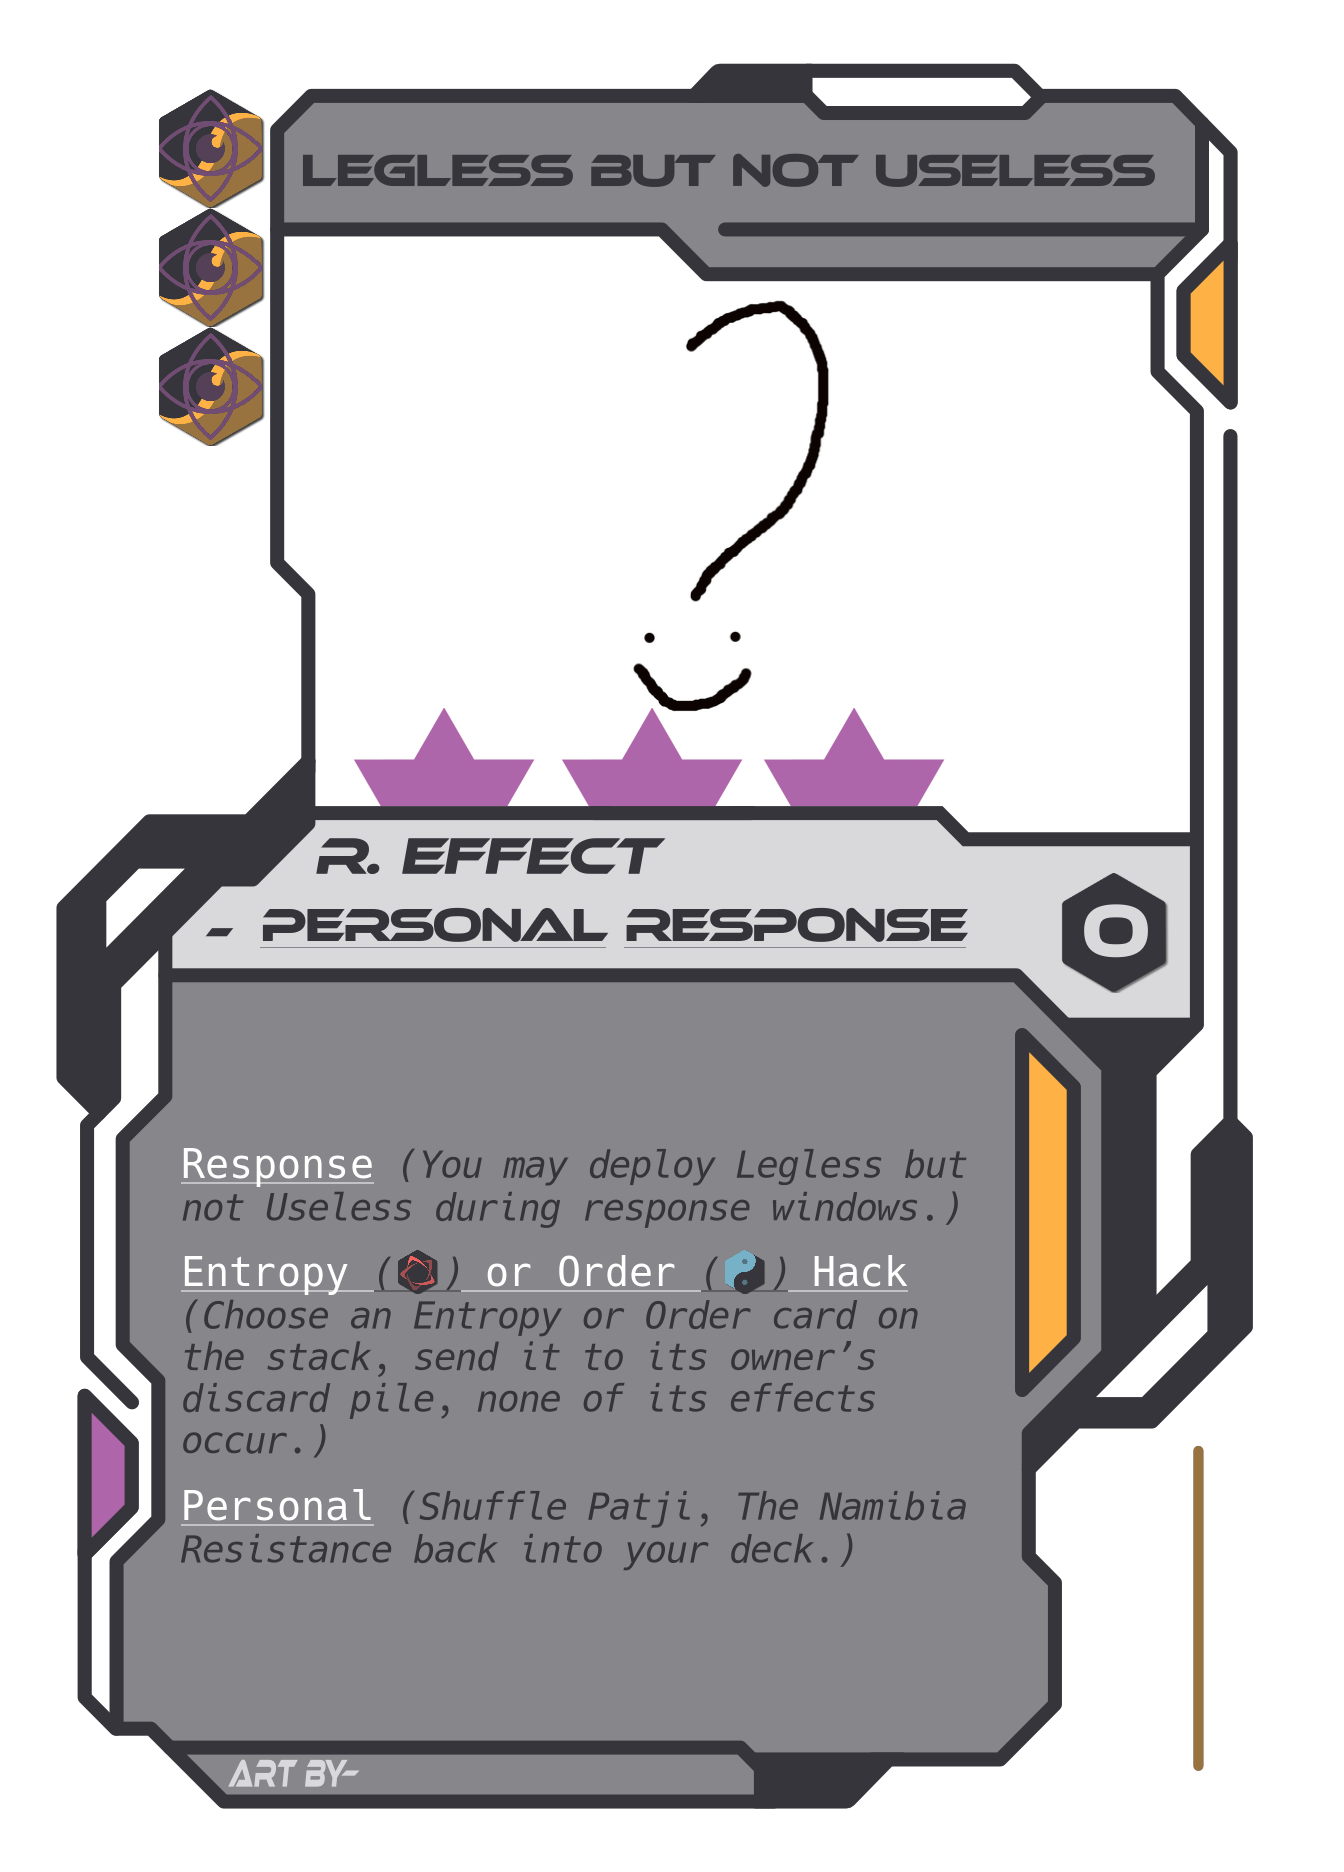 LEGLESS BUT NOT USELESS
R. EFFECT
- PERSONAL RESPONSE
0
Response (You may deploy Legless but
not Useless during response windows.)
Entropy () or Order () Hack
(Choose an Entropy or Order card on
the stack, send it to its owner’s
discard pile, none of its effects
occur.)
Personal (Shuffle Patji, The Namibia
Resistance back into your deck.)
ART BY-